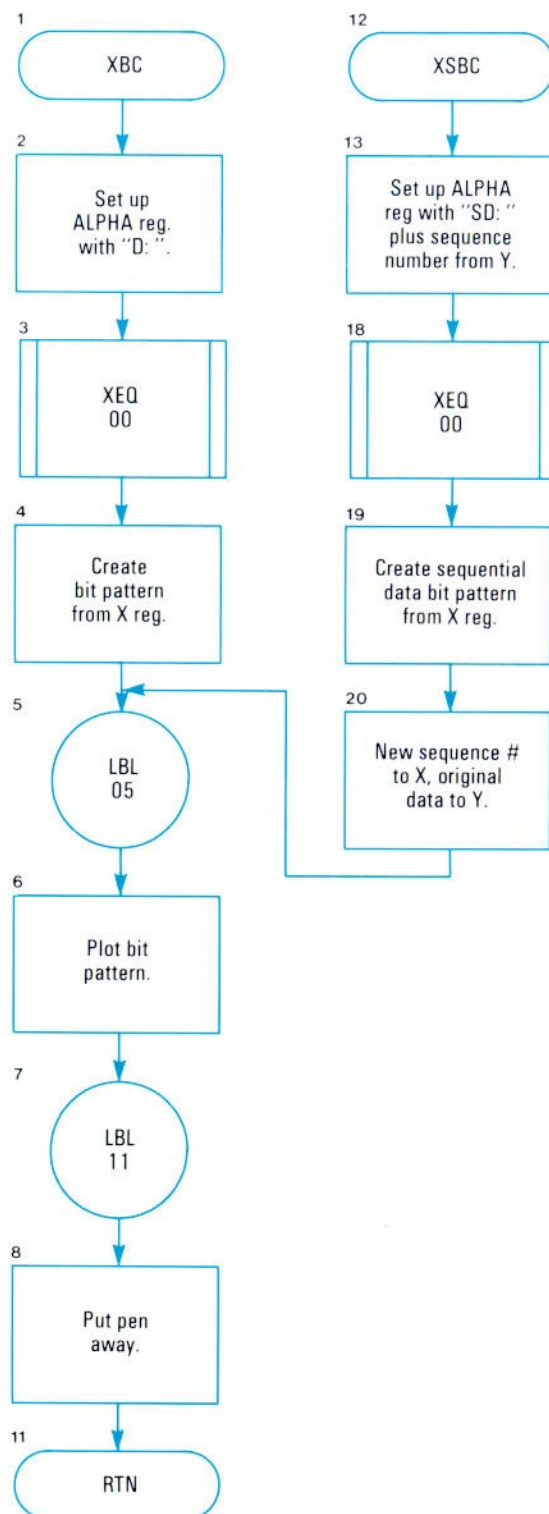 1
XBC
2
Set up
ALPHA reg.
with "D: ".
3
XEQ
00
4
Create
bit pattern
from X reg.
5
LBL
05
6
Plot bit
pattern.
7
LBL
11
8
Put pen
away.
11
RTN
12
XSBC
13
Set up ALPHA
reg with "SD: "
plus sequence
number from Y.
18
XEQ
00
19
Create sequential
data bit pattern
from X reg.
20
New sequence #
to X, original
data to Y.